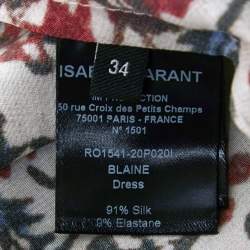 34
ISAB ARANT
IM PRODUCTION
50 rue Croix des Petits Champs
75001 PARIS - FRANCE
N° 1501
RO1541-20P020I
BLAINE
Dress
91% Silk
9% Elastane